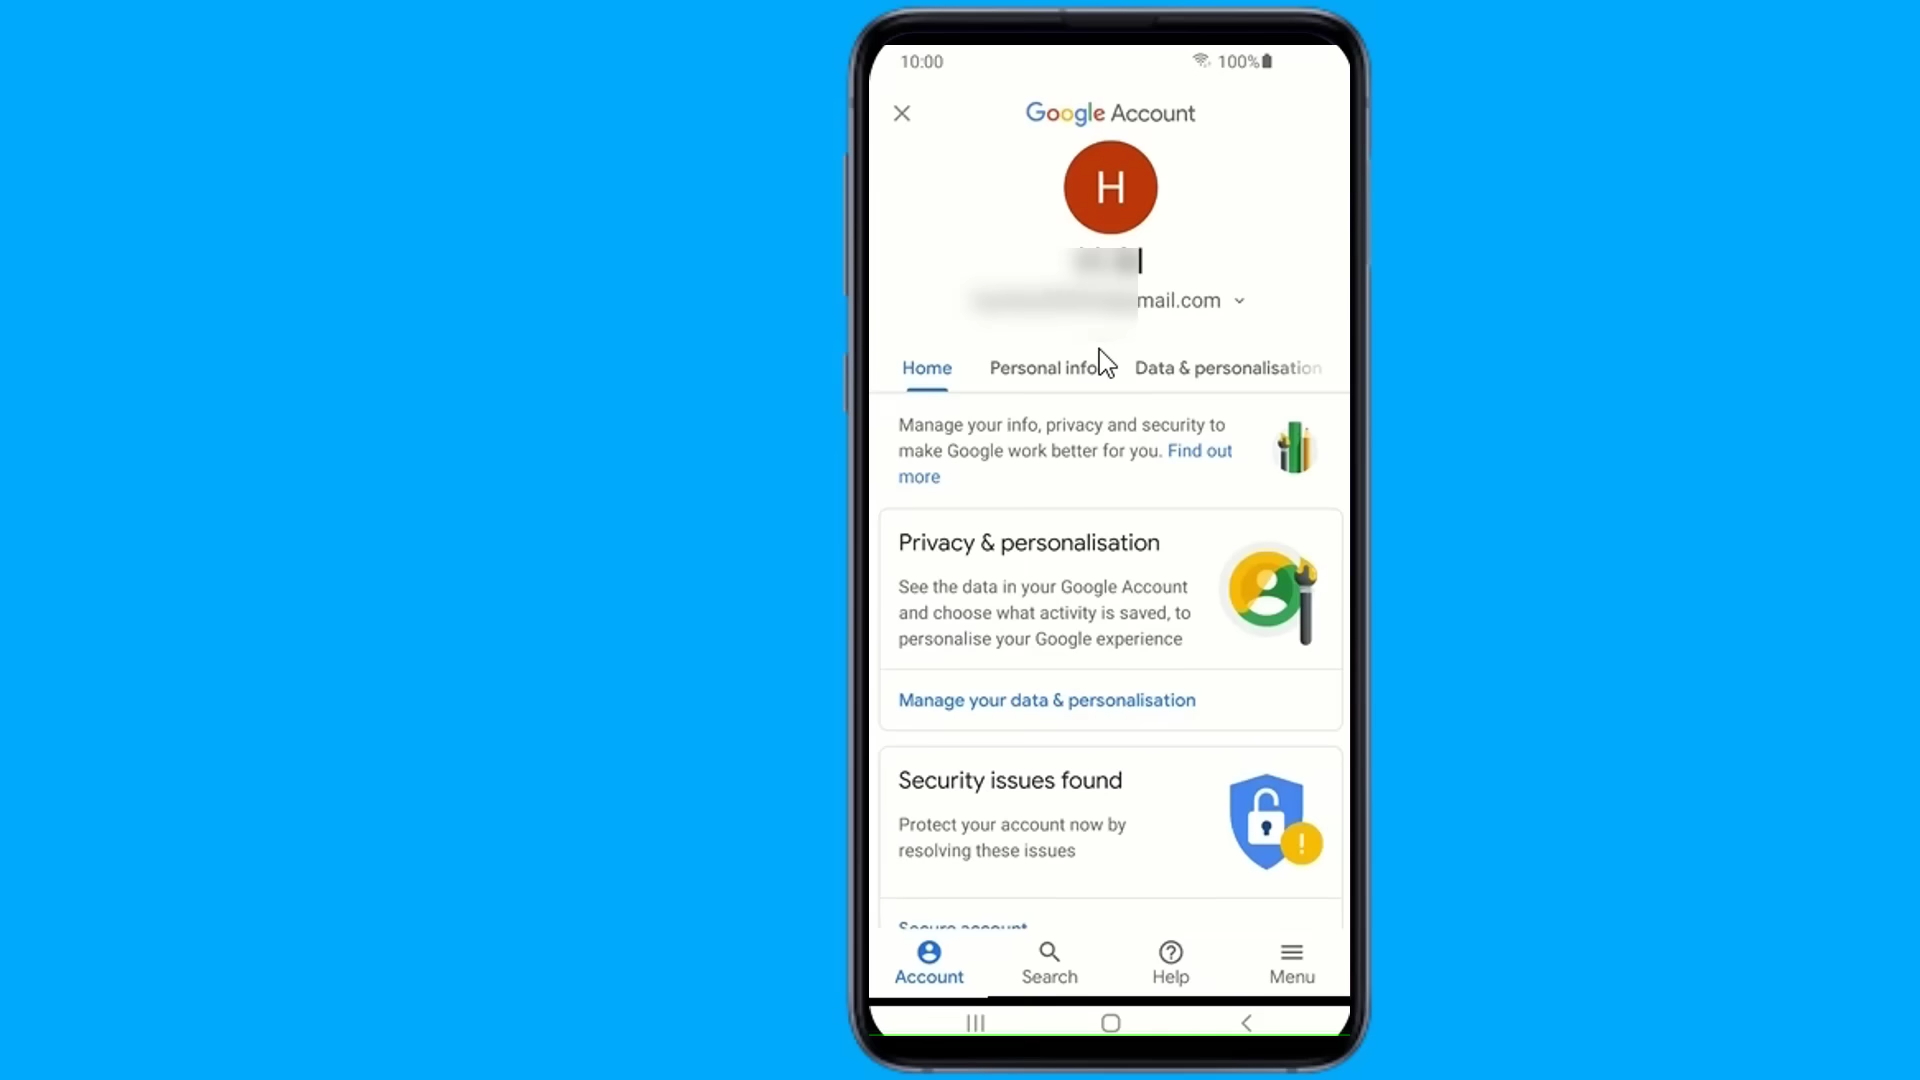 10:00 100%
Google Account
H
mail.com
Home Personal info Data & personalisation
Manage your info, privacy and security to
make Google work better for you. Find out
more
Privacy & personalisation
See the data in your Google Account
and choose what activity is saved, to
personalise your Google experience
Manage your data & personalisation
Security issues found
Protect your account now by
resolving these issues
Secure account
Account Search Help Menu